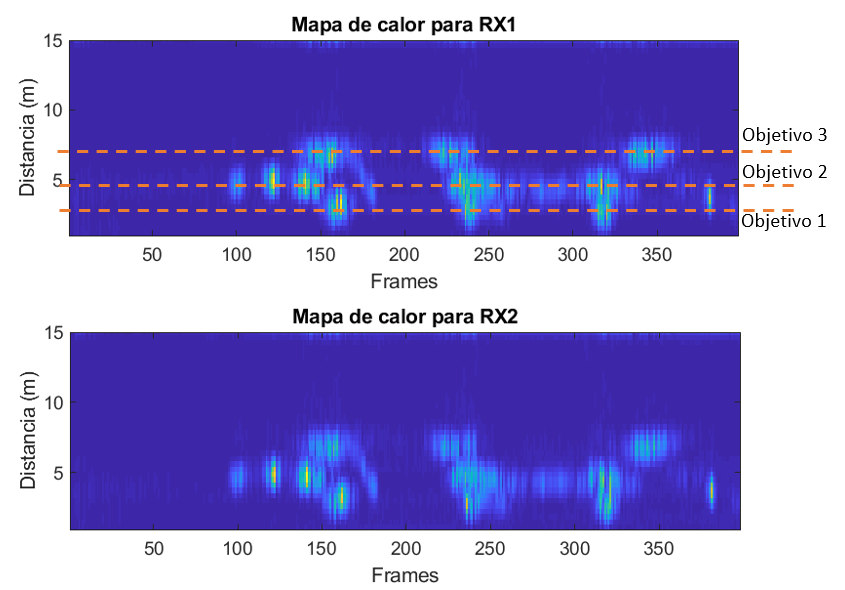 Mapa de calor para RX1
15
10
5
Distancia (m)
Objetivo 3
Objetivo 2
Objetivo 1
50 100 150 200 250 300 350
Frames
Mapa de calor para RX2
15
10
5
Distancia (m)
50 100 150 200 250 300 350
Frames